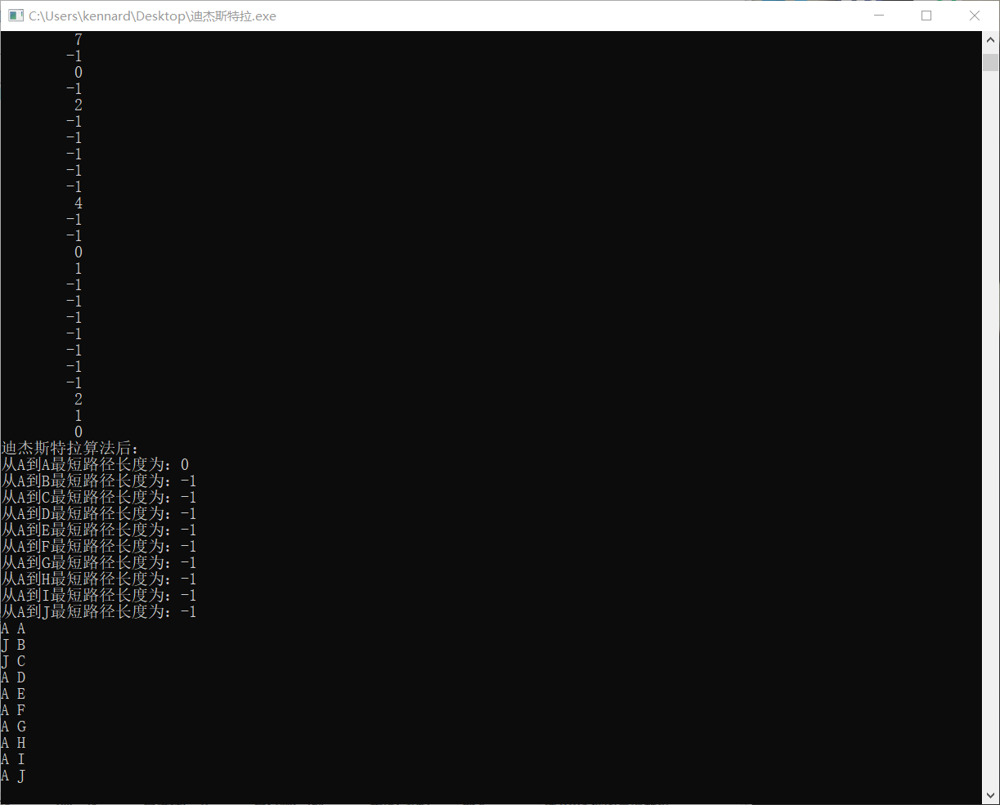 C:\Users\kennard\Desktop\迪杰斯特拉.exe
7
-1
0
-1
2
-1
-1
-1
-1
-1
4
-1
-1
0
1
-1
-1
-1
-1
-1
-1
-1
2
1
0
迪杰斯特拉算法后:
从A到A最短路径长度为: 0
从A到B最短路径长度为: -1
从A到C最短路径长度为: -1
从A到D最短路径长度为: -1
从A到E最短路径长度为: -1
从A到F最短路径长度为: -1
从A到G最短路径长度为: -1
从A到H最短路径长度为: -1
从A到I最短路径长度为: -1
从A到J最短路径长度为: -1
A A
J B
J C
A D
A E
A F
A G
A H
A I
A J